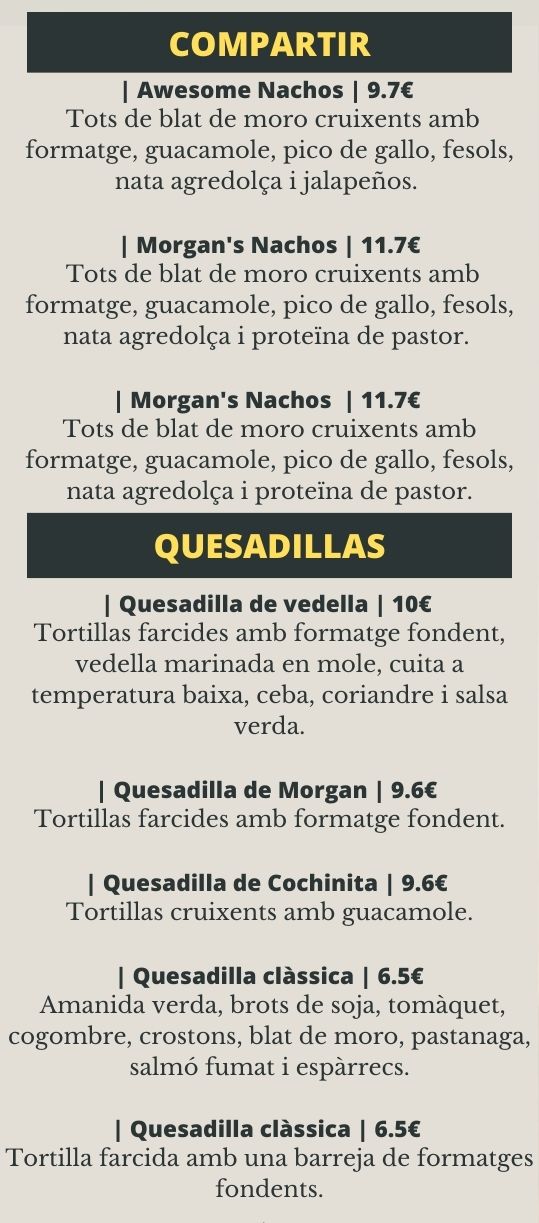 COMPARTIR
| Awesome Nachos | 9.7€
Tots de blat de moro cruixents amb
formatge, guacamole, pico de gallo, fesols,
nata agredolça i jalapeños.
| Morgan's Nachos | 11.7€
Tots de blat de moro cruixents amb
formatge, guacamole, pico de gallo, fesols,
nata agredolça i proteïna de pastor.
| Morgan's Nachos | 11.7€
Tots de blat de moro cruixents amb
formatge, guacamole, pico de gallo, fesols,
nata agredolça i proteïna de pastor.
QUESADILLAS
| Quesadilla de vedella | 10€
Tortillas farcides amb formatge fondent,
vedella marinada en mole, cuita a
temperatura baixa, ceba, coriandre i salsa
verda.
| Quesadilla de Morgan | 9.6€
Tortillas farcides amb formatge fondent.
| Quesadilla de Cochinita | 9.6€
Tortillas cruixents amb guacamole.
| Quesadilla clàssica | 6.5€
Amanida verda, brots de soja, tomàquet,
cogombre, crostons, blat de moro, pastanaga,
salmó fumat i espàrrecs.
| Quesadilla clàssica | 6.5€
Tortilla farcida amb una barreja de formatges
fondents.